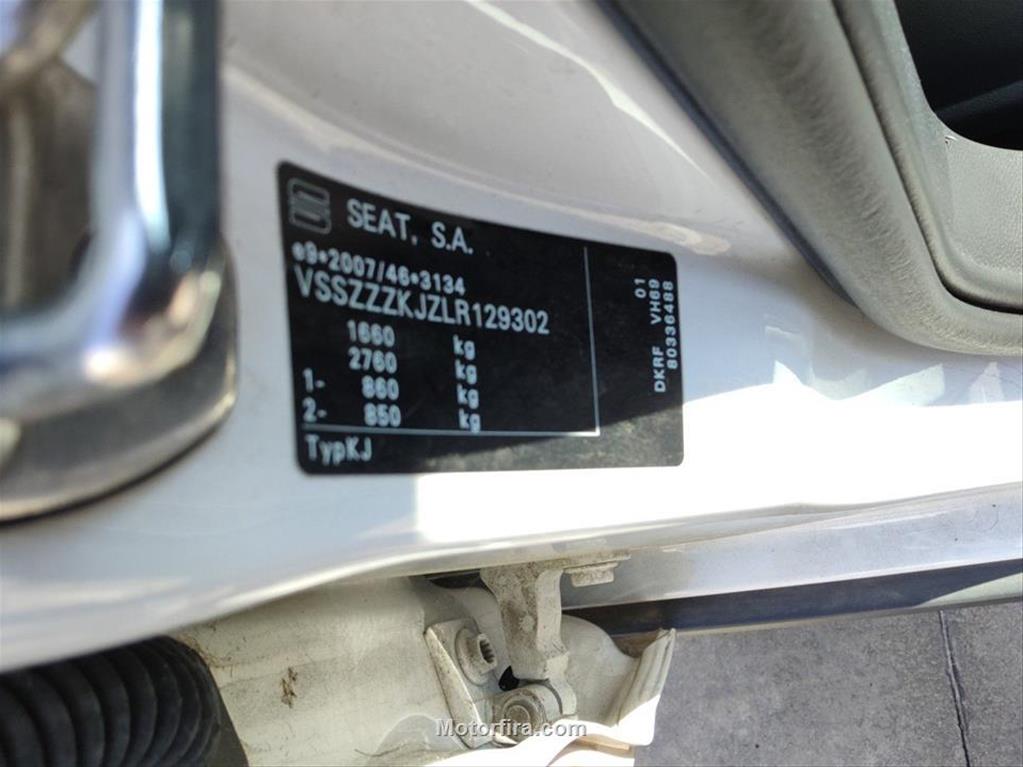 SEAT, S.A.
e9*2007/46*3134
VSSZZZKJZLR129302
1660 kg
2760 kg
1- 860 kg
2- 850 kg
TypKJ
01
DKRF VH69
80336488
Motorfira.com